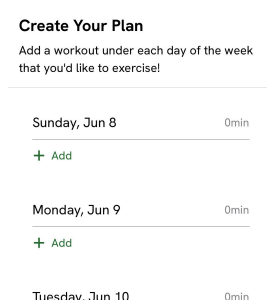 Create Your Plan
Add a workout under each day of the week
that you'd like to exercise!
Sunday, Jun 8 0min
+ Add
Monday, Jun 9 0min
+ Add
Tuesday, Jun 10 0min